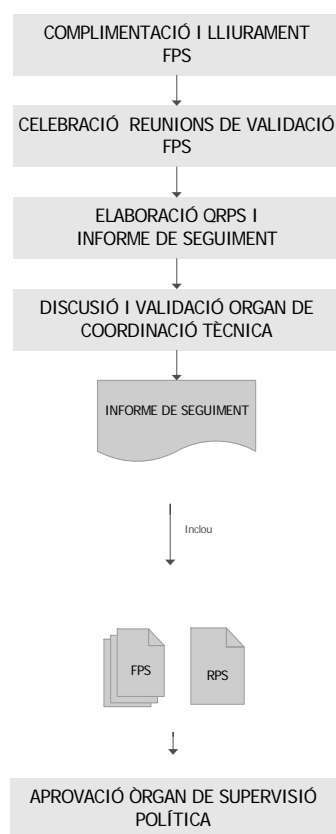 COMPLIMENTACIÓ I LLIURAMENT
FPS
CELEBRACIÓ REUNIONS DE VALIDACIÓ
FPS
ELABORACIÓ QRPS I
INFORME DE SEGUIMENT
DISCUSIÓ I VALIDACIÓ ORGAN DE
COORDINACIÓ TÈCNICA
INFORME DE SEGUIMENT
Inclou
FPS
RPS
APROVACIÓ ÒRGAN DE SUPERVISIÓ
POLÍTICA